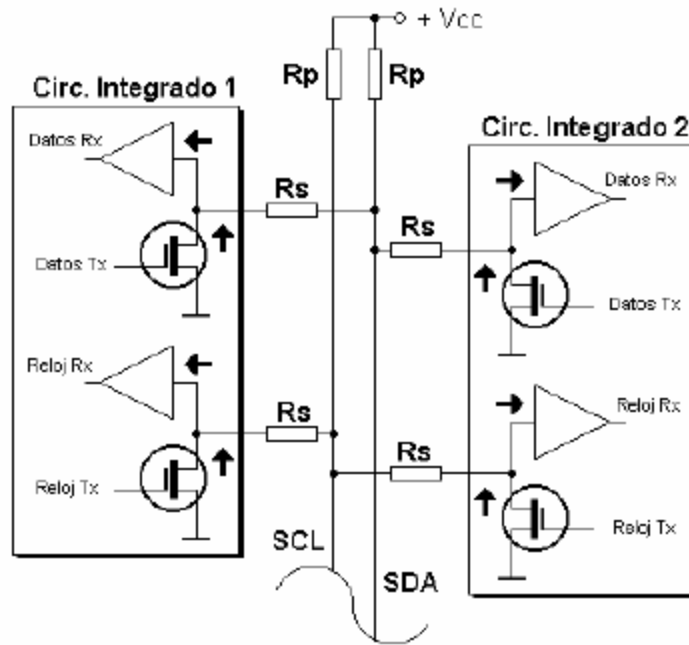 + Vcc
Rp
Rp
Circ. Integrado 1
Datos Rx
Rs
Datos Tx
Reloj Rx
Rs
Reloj Tx
Circ. Integrado 2
Datos Rx
Rs
Datos Tx
Reloj Rx
Rs
Reloj Tx
SCL
SDA